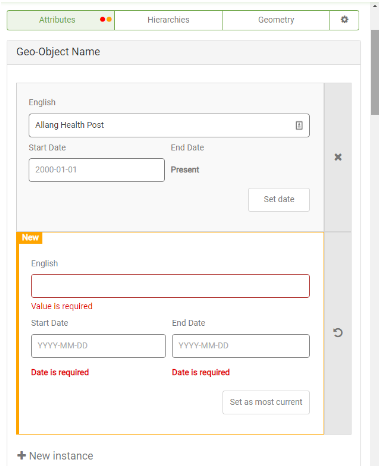 Attributes Hierarchies Geometry
Geo-Object Name
English
Allang Health Post
Start Date End Date
2000-01-01 Present
Set date
New
English
Value is required
Start Date End Date
YYYY-MM-DD YYYY-MM-DD
Date is required Date is required
Set as most current
New instance